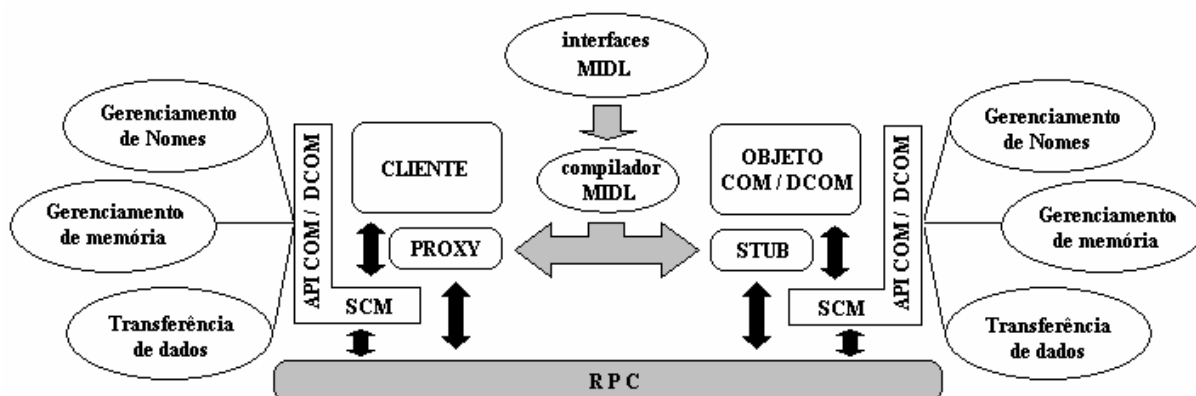 interfaces
MIDL
Gerenciamento
de Nomes
Gerenciamento
de memória
Transferência
de dados
API COM / DCOM
SCM
CLIENTE
PROXY
compilador
MIDL
OBJETO
COM / DCOM
STUB
SCM
API COM / DCOM
Gerenciamento
de Nomes
Gerenciamento
de memória
Transferência
de dados
R P C